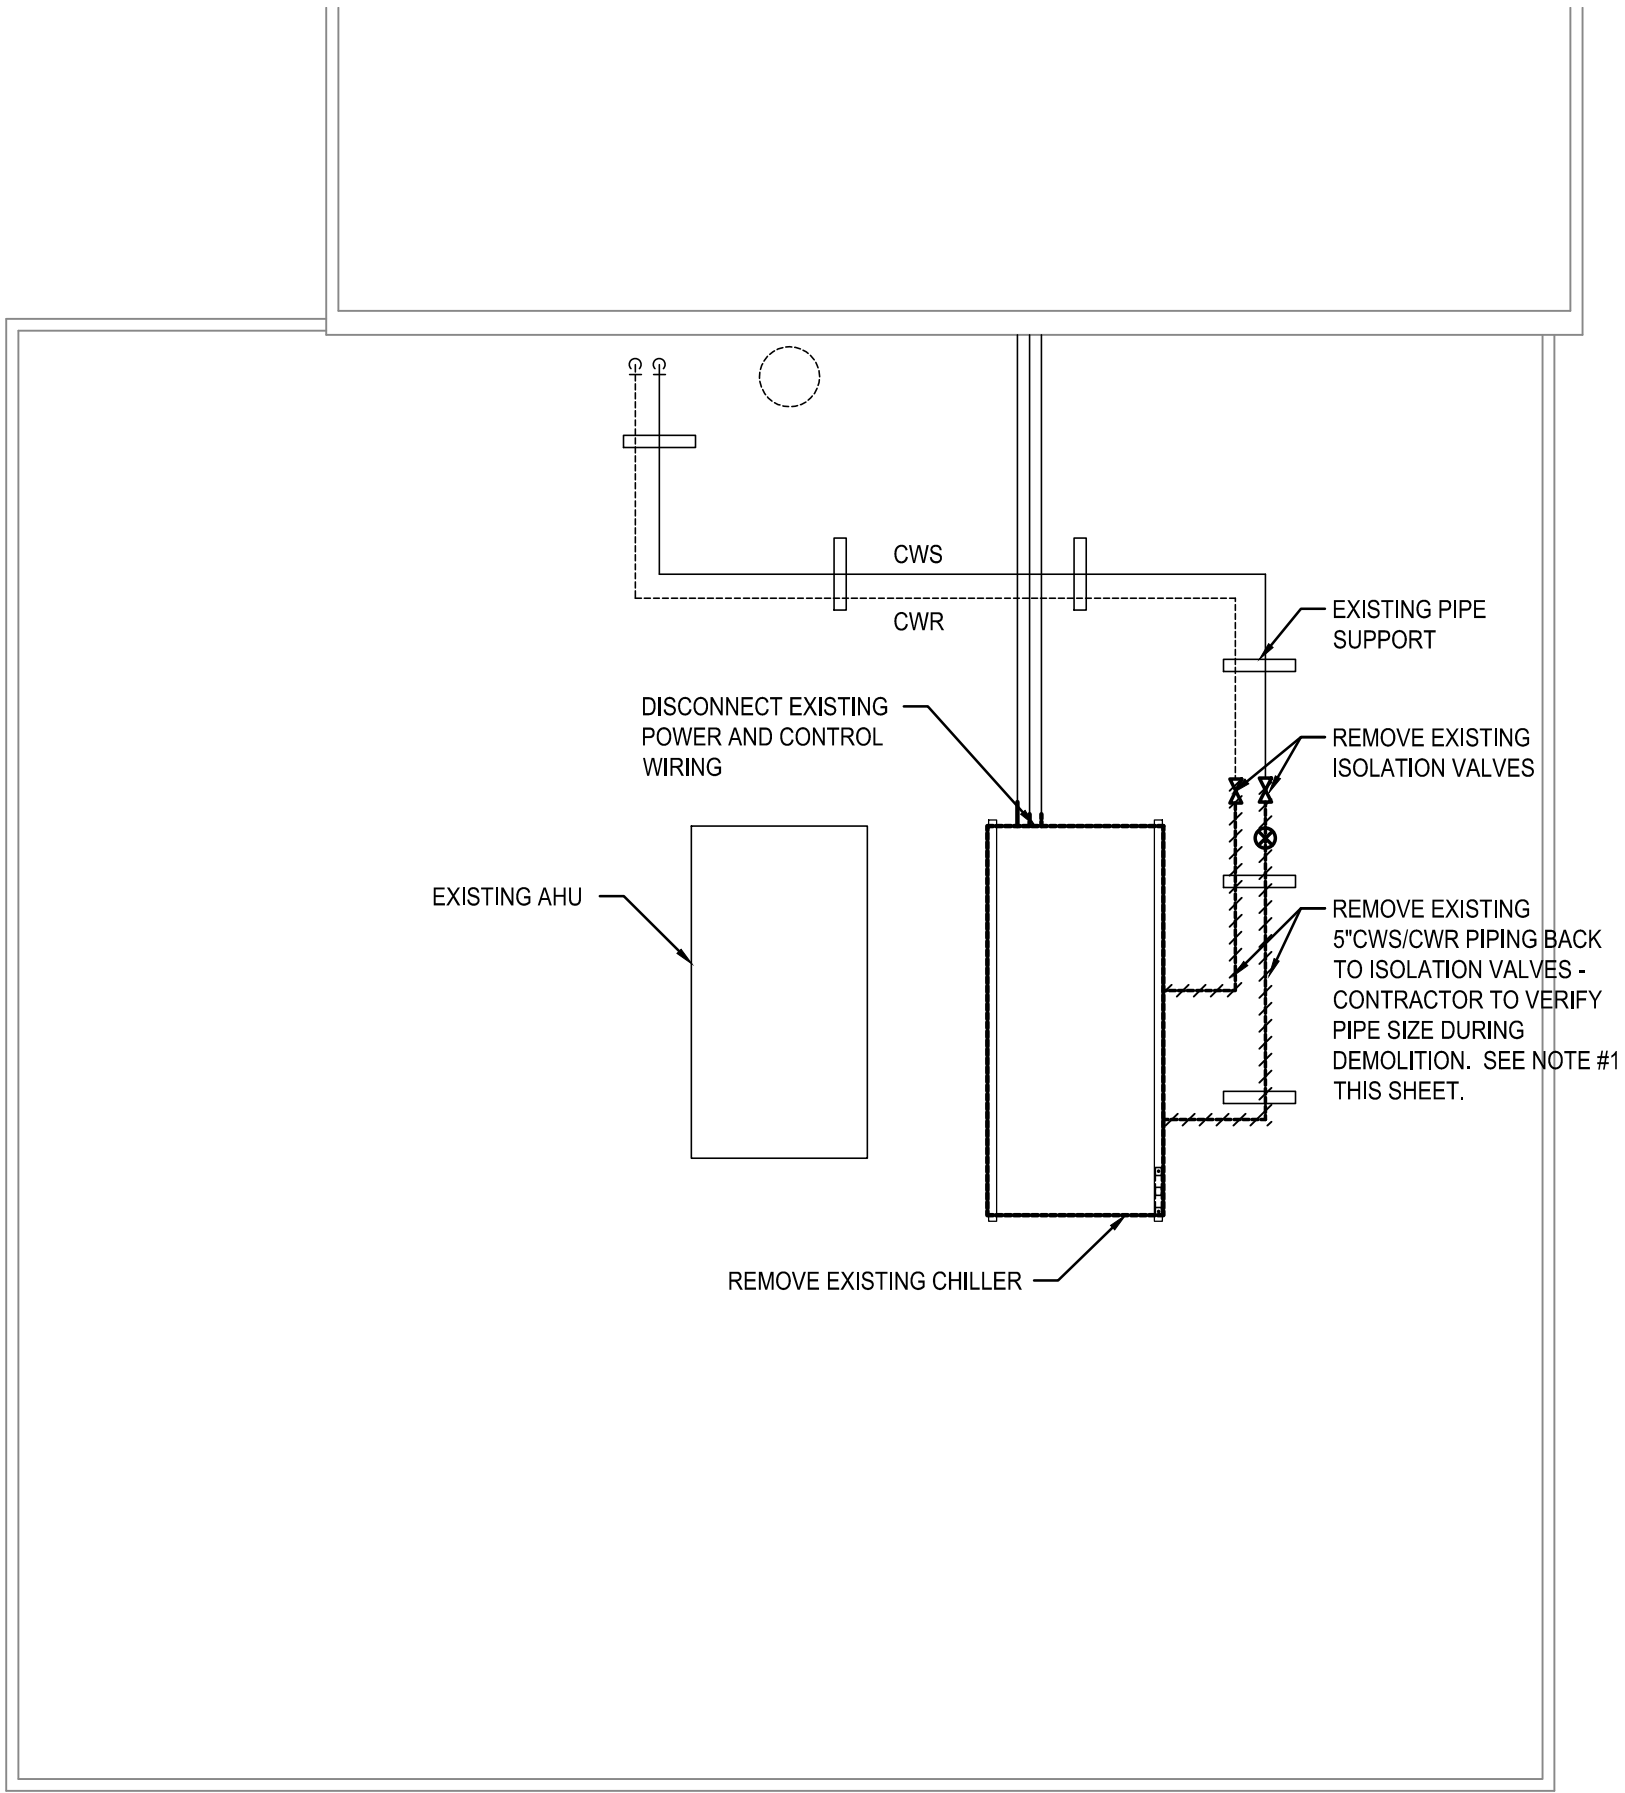 CWS
CWR
EXISTING PIPE
SUPPORT
DISCONNECT EXISTING
POWER AND CONTROL
WIRING
REMOVE EXISTING
ISOLATION VALVES
EXISTING AHU
REMOVE EXISTING
5"CWS/CWR PIPING BACK
TO ISOLATION VALVES -
CONTRACTOR TO VERIFY
PIPE SIZE DURING
DEMOLITION. SEE NOTE #1
THIS SHEET.
REMOVE EXISTING CHILLER